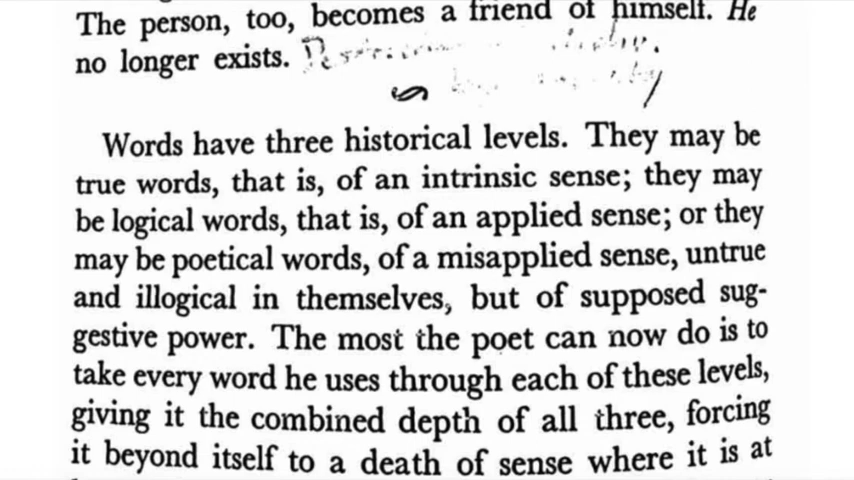 The person, too, becomes a friend of himself. He
no longer exists.
Words have three historical levels. They may be
true words, that is, of an intrinsic sense; they may
be logical words, that is, of an applied sense; or they
may be poetical words, of a misapplied sense, untrue
and illogical in themselves, but of supposed sug-
gestive power. The most the poet can now do is to
take every word he uses through each of these levels,
giving it the combined depth of all three, forcing
it beyond itself to a death of sense where it is at